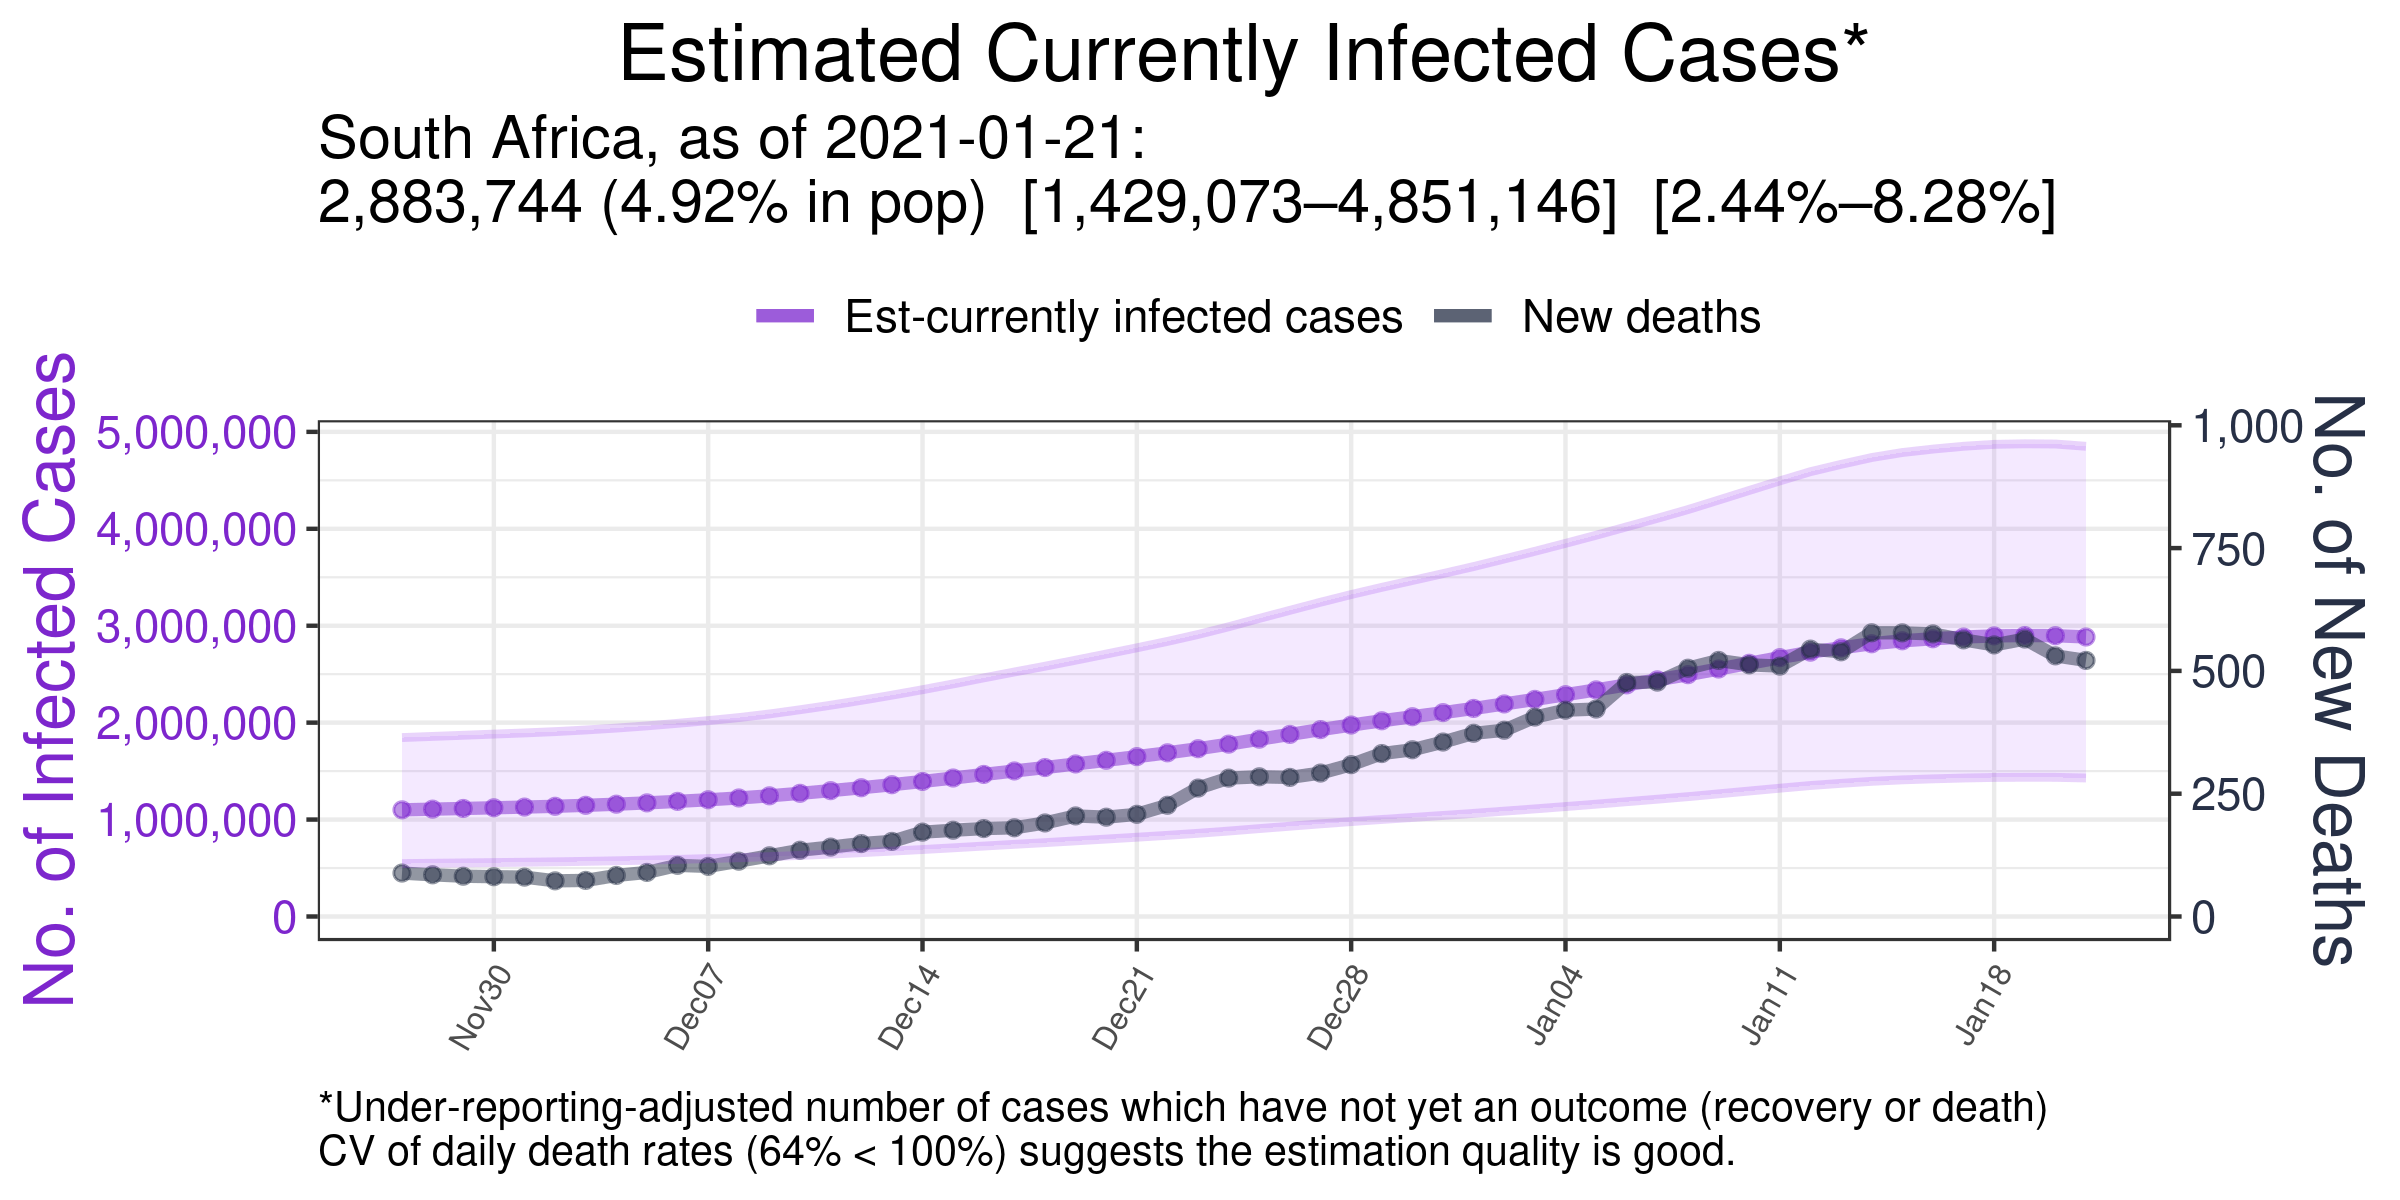 Estimated Currently Infected Cases*
South Africa, as of 2021-01-21:
2,883,744 (4.92% in pop)  [1,429,073–4,851,146]  [2.44%–8.28%]
Est-currently infected cases
New deaths
No. of Infected Cases
5,000,000
4,000,000
3,000,000
2,000,000
1,000,000
0
1,000
750
500
250
0
No. of New Deaths
Nov30
Dec07
Dec14
Dec21
Dec28
Jan04
Jan11
Jan18
*Under-reporting-adjusted number of cases which have not yet an outcome (recovery or death)
CV of daily death rates (64% < 100%) suggests the estimation quality is good.